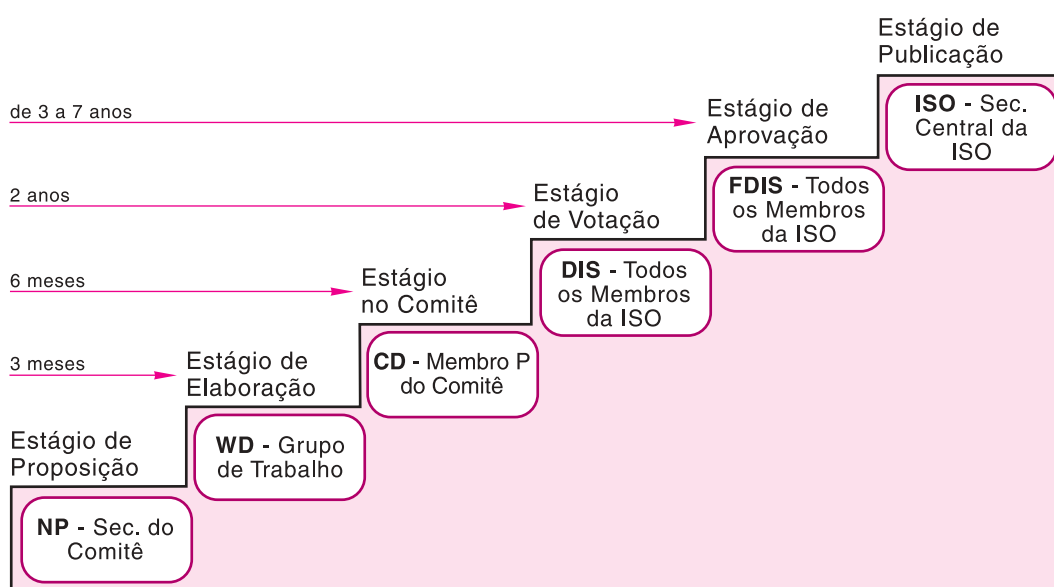 Estágio de
Publicação
ISO - Sec.
Central da
ISO
de 3 a 7 anos
Estágio de
Aprovação
FDIS - Todos
os Membros
da ISO
2 anos
Estágio
de Votação
DIS - Todos
os Membros
da ISO
6 meses
Estágio
no Comitê
CD - Membro P
do Comitê
3 meses
Estágio de
Elaboração
WD - Grupo
de Trabalho
Estágio de
Proposição
NP - Sec. do
Comitê